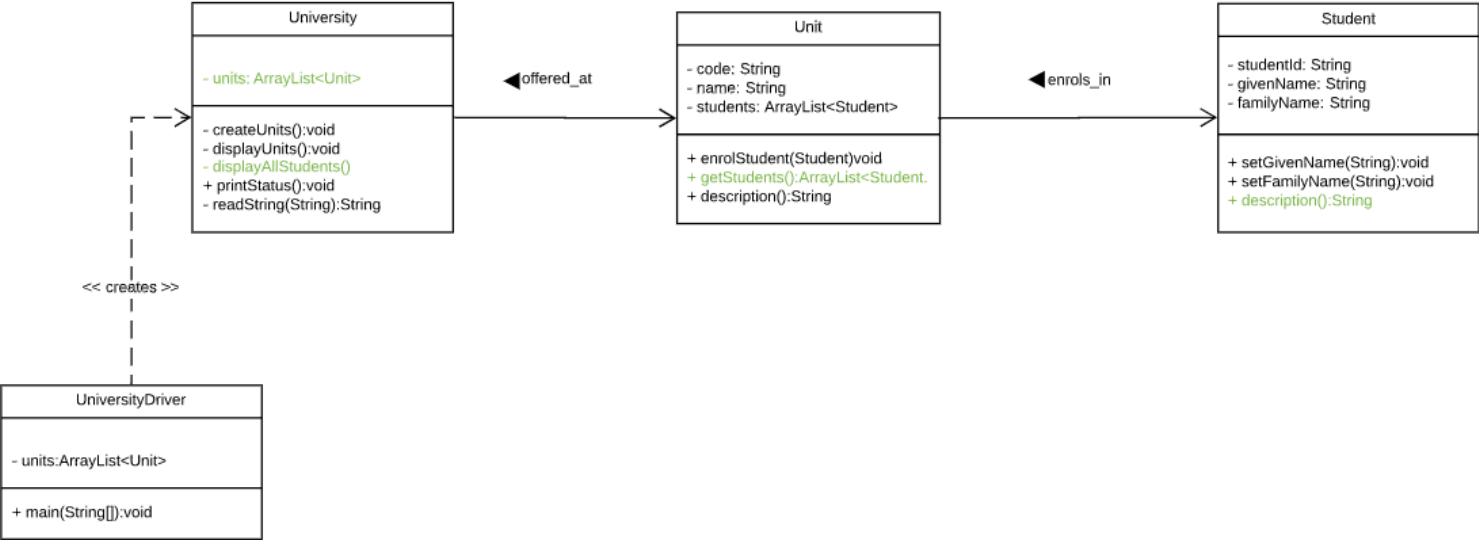 University
- units: ArrayList<Unit>
- createUnits():void
- displayUnits():void
- displayAllStudents()
+ printStatus():void
- readString(String):String
offered_at
Unit
- code: String
- name: String
- students: ArrayList<Student>
+ enrolStudent(Student)void
+ getStudents():ArrayList<Student.
+ description():String
enrols_in
Student
- studentId: String
- givenName: String
- familyName: String
+ setGivenName(String):void
+ setFamilyName(String):void
+ description():String
<< creates >>
UniversityDriver
- units:ArrayList<Unit>
+ main(String[]):void